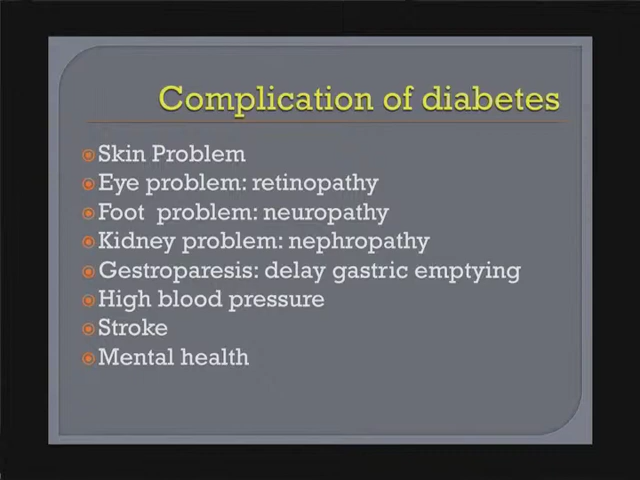 Complication of diabetes
Skin Problem
Eye problem: retinopathy
Foot problem: neuropathy
Kidney problem: nephropathy
Gestroparesis: delay gastric emptying
High blood pressure
Stroke
Mental health